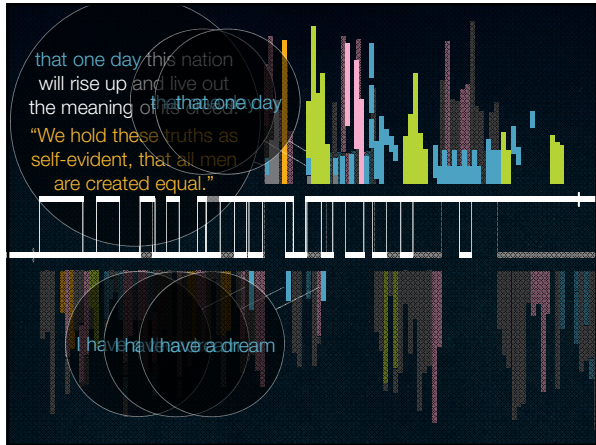 that one day this nation
will rise up and live out
the meaning of its creed:
“We hold these truths as
self-evident, that all men
are created equal.”
that one day
I have a dream